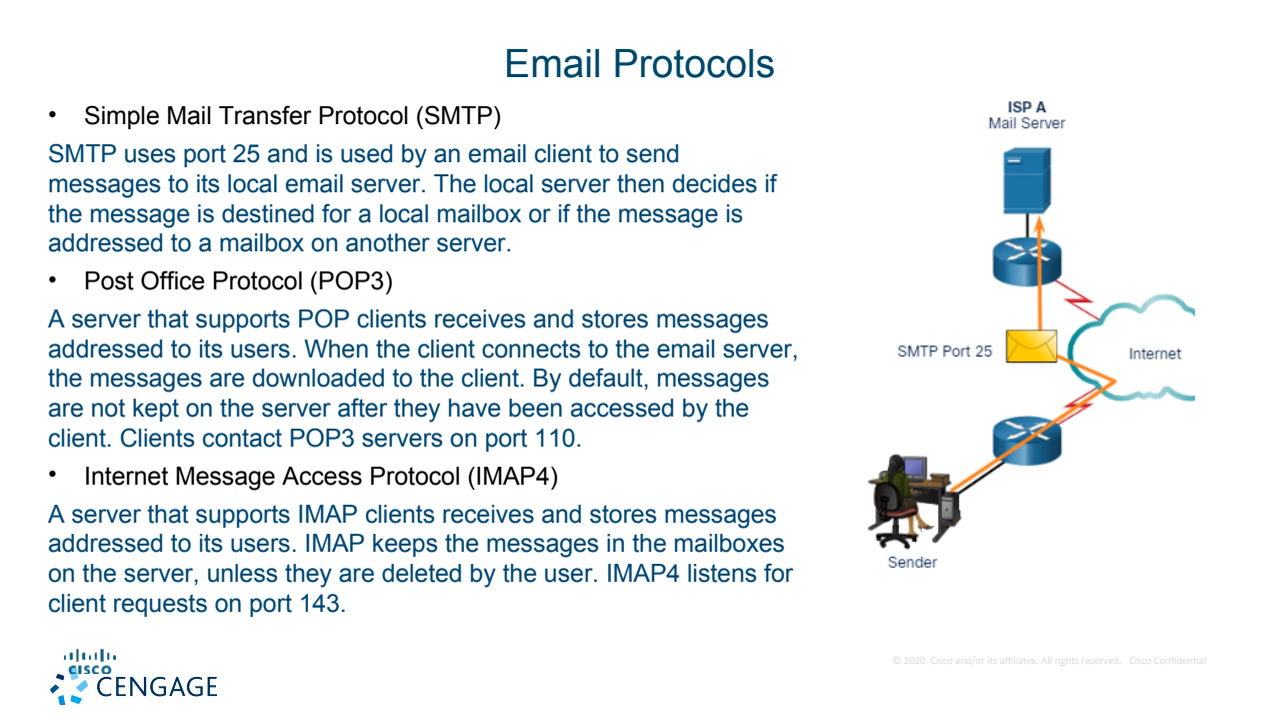 Email Protocols
• Simple Mail Transfer Protocol (SMTP)
SMTP uses port 25 and is used by an email client to send
messages to its local email server. The local server then decides if
the message is destined for a local mailbox or if the message is
addressed to a mailbox on another server.
• Post Office Protocol (POP3)
A server that supports POP clients receives and stores messages
addressed to its users. When the client connects to the email server,
the messages are downloaded to the client. By default, messages
are not kept on the server after they have been accessed by the
client. Clients contact POP3 servers on port 110.
• Internet Message Access Protocol (IMAP4)
A server that supports IMAP clients receives and stores messages
addressed to its users. IMAP keeps the messages in the mailboxes
on the server, unless they are deleted by the user. IMAP4 listens for
client requests on port 143.
ISP A
Mail Server
SMTP Port 25
Internet
Sender
CISCO
CENGAGE
© 2020 Cisco and/or its affiliates. All rights reserved. Cisco Confidential